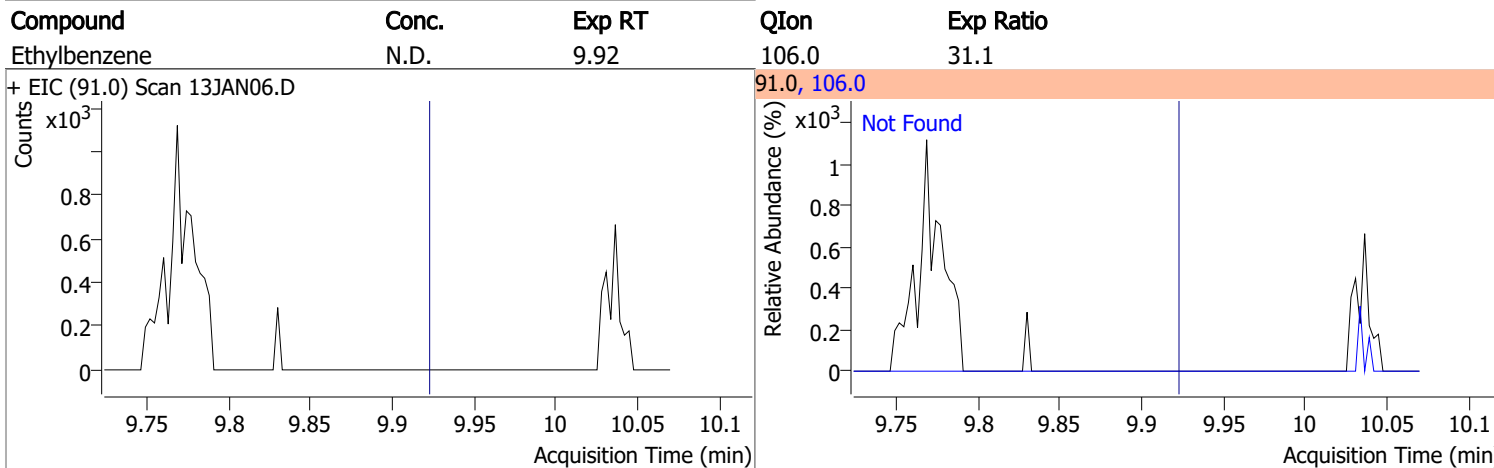 Compound Conc. Exp RT QIon Exp Ratio
Ethylbenzene N.D. 9.92 106.0 31.1
+ EIC (91.0) Scan 13JAN06.D
Counts
x10³
0.8
0.6
0.4
0.2
0
9.75 9.8 9.85 9.9 9.95 10 10.05 10.1
Acquisition Time (min)
91.0, 106.0
Relative Abundance (%)
x10³
Not Found
1
0.8
0.6
0.4
0.2
0
9.75 9.8 9.85 9.9 9.95 10 10.05 10.1
Acquisition Time (min